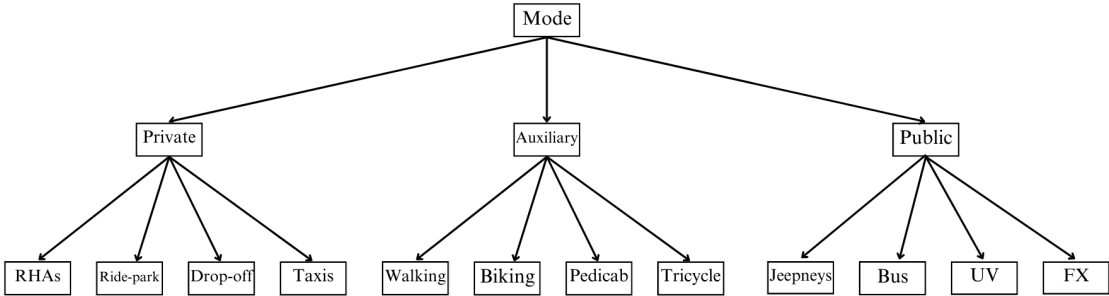 Mode
Private
Auxiliary
Public
RHAs
Ride-park
Drop-off
Taxis
Walking
Biking
Pedicab
Tricycle
Jeepneys
Bus
UV
FX